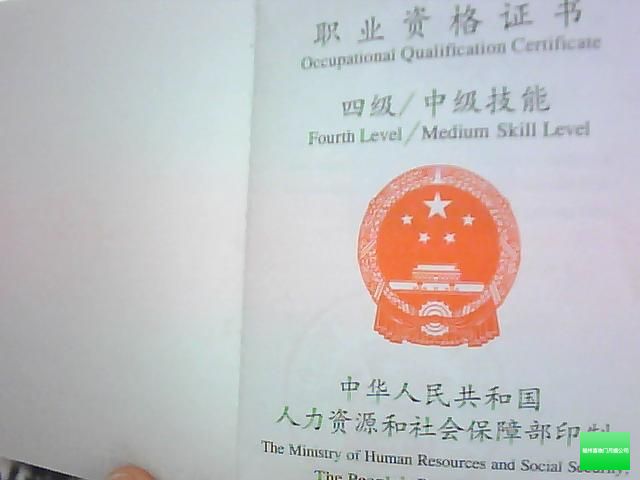 职业资格证书
Occupational Qualification Certificate
四级/中级技能
Fourth Level/Medium Skill Level
中华人民共和国
人力资源和社会保障部印制
The Ministry of Human Resources and Social Security,
The People's